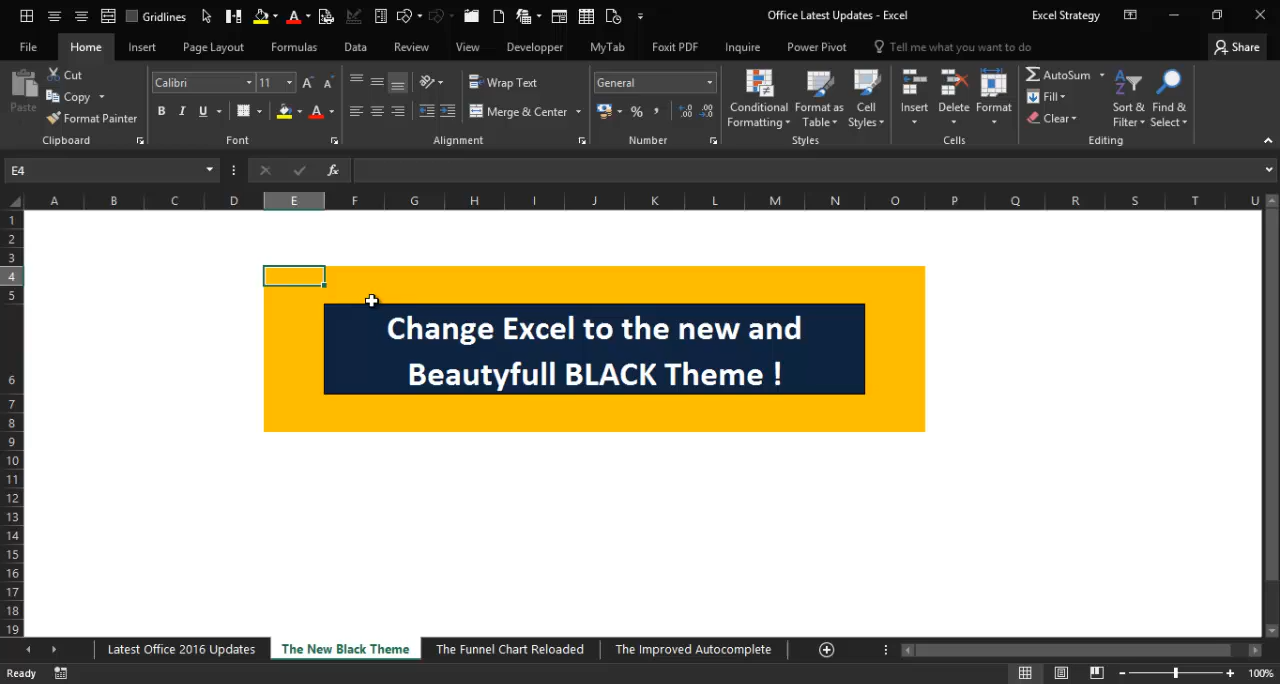 Gridlines
Office Latest Updates - Excel
Excel Strategy
File Home Insert Page Layout Formulas Data Review View Developer MyTab Foxit PDF Inquire Power Pivot Tell me what you want to do Share
Paste
Cut
Copy
Format Painter
Clipboard
Calibri 11
B I U
Font
Wrap Text
Merge & Center
Alignment
General
%
Number
Conditional Formatting
Format as Table
Cell Styles
Styles
Insert Delete Format
Cells
AutoSum
Fill
Clear
Sort & Filter
Find & Select
Editing
E4
fx
A B C D E F G H I J K L M N O P Q R S T U
1
2
3
4
5
6
7
8
9
10
11
12
13
14
15
16
17
18
19
Change Excel to the new and
Beautyfull BLACK Theme !
Latest Office 2016 Updates The New Black Theme The Funnel Chart Reloaded The Improved Autocomplete
Ready
100%